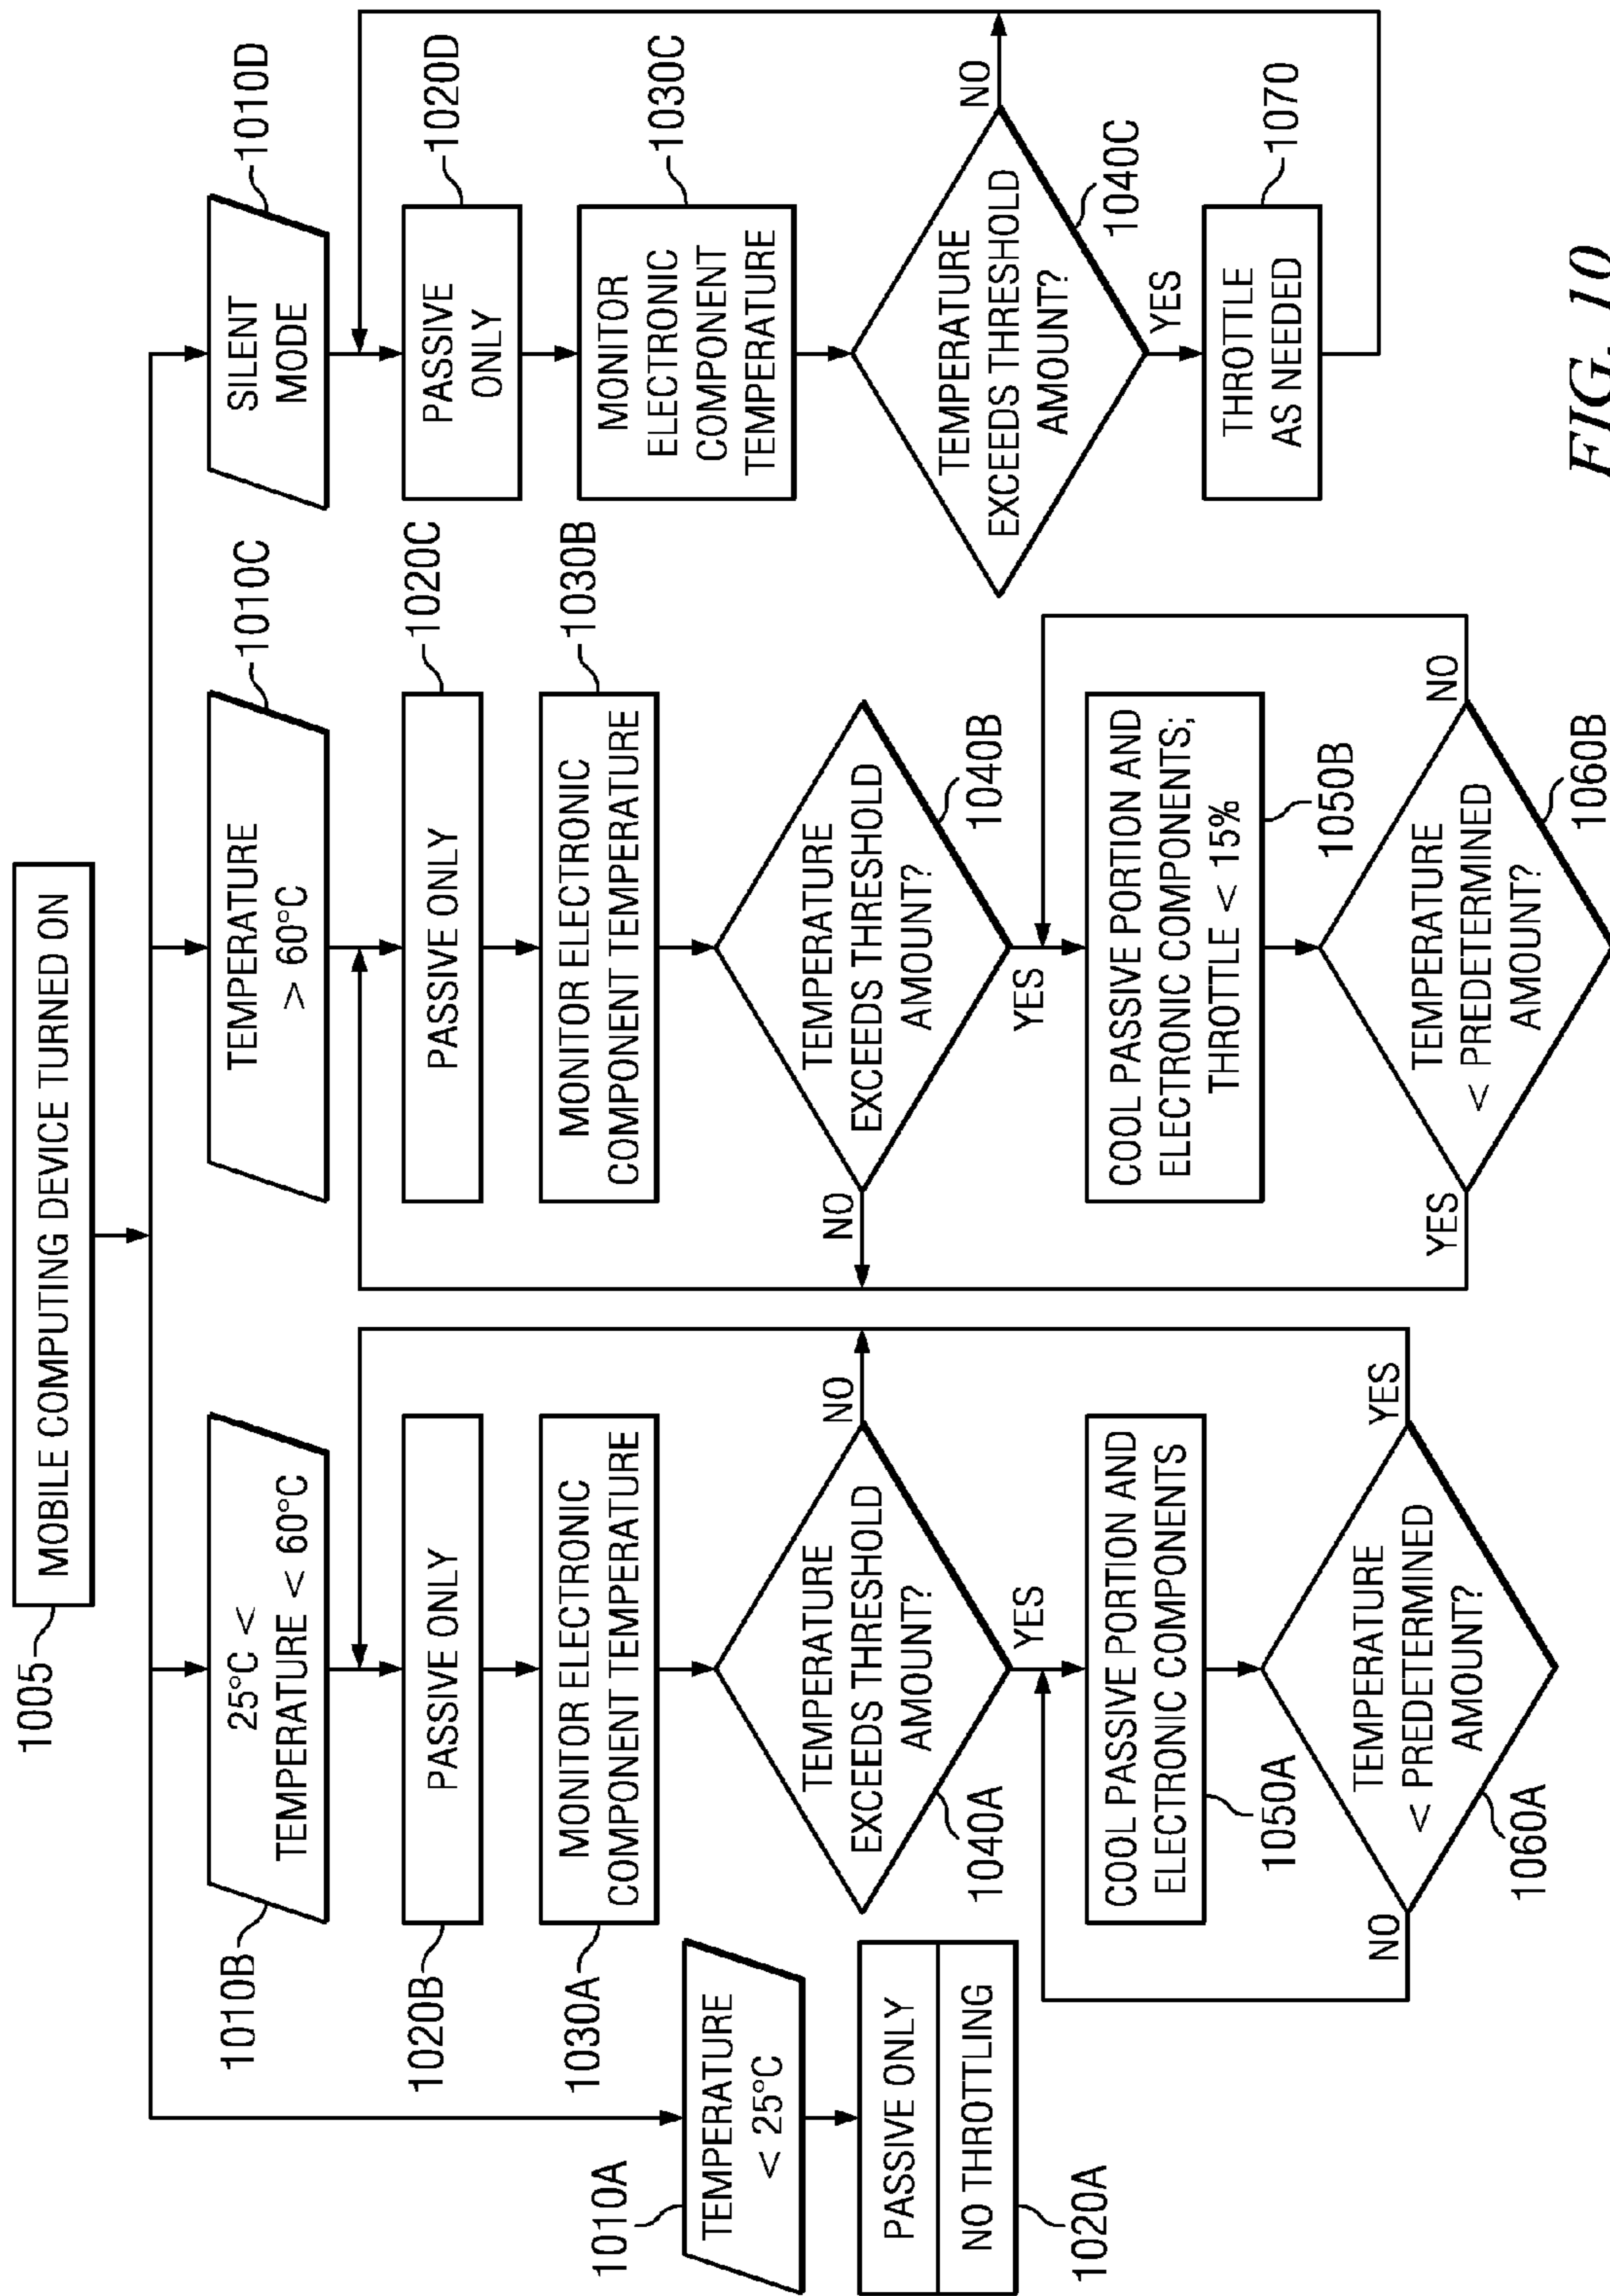 1005
MOBILE COMPUTING DEVICE TURNED ON
1010A
TEMPERATURE
< 25°C
PASSIVE ONLY
NO THROTTLING
1020A
1010B
25°C <
TEMPERATURE < 60°C
1020B
PASSIVE ONLY
1030A
MONITOR ELECTRONIC
COMPONENT TEMPERATURE
TEMPERATURE
EXCEEDS THRESHOLD
AMOUNT?
1040A
NO
YES
COOL PASSIVE PORTION AND
ELECTRONIC COMPONENTS
1050A
TEMPERATURE
< PREDETERMINED
AMOUNT?
1060A
NO
YES
TEMPERATURE
> 60°C
1010C
PASSIVE ONLY
1020C
MONITOR ELECTRONIC
COMPONENT TEMPERATURE
1030B
TEMPERATURE
EXCEEDS THRESHOLD
AMOUNT?
1040B
NO
YES
COOL PASSIVE PORTION AND
ELECTRONIC COMPONENTS;
THROTTLE < 15%
1050B
TEMPERATURE
< PREDETERMINED
AMOUNT?
1060B
YES
NO
SILENT
MODE
1010D
PASSIVE
ONLY
1020D
MONITOR
ELECTRONIC
COMPONENT
TEMPERATURE
1030C
TEMPERATURE
EXCEEDS THRESHOLD
AMOUNT?
1040C
NO
YES
THROTTLE
AS NEEDED
1070
FIG. 10